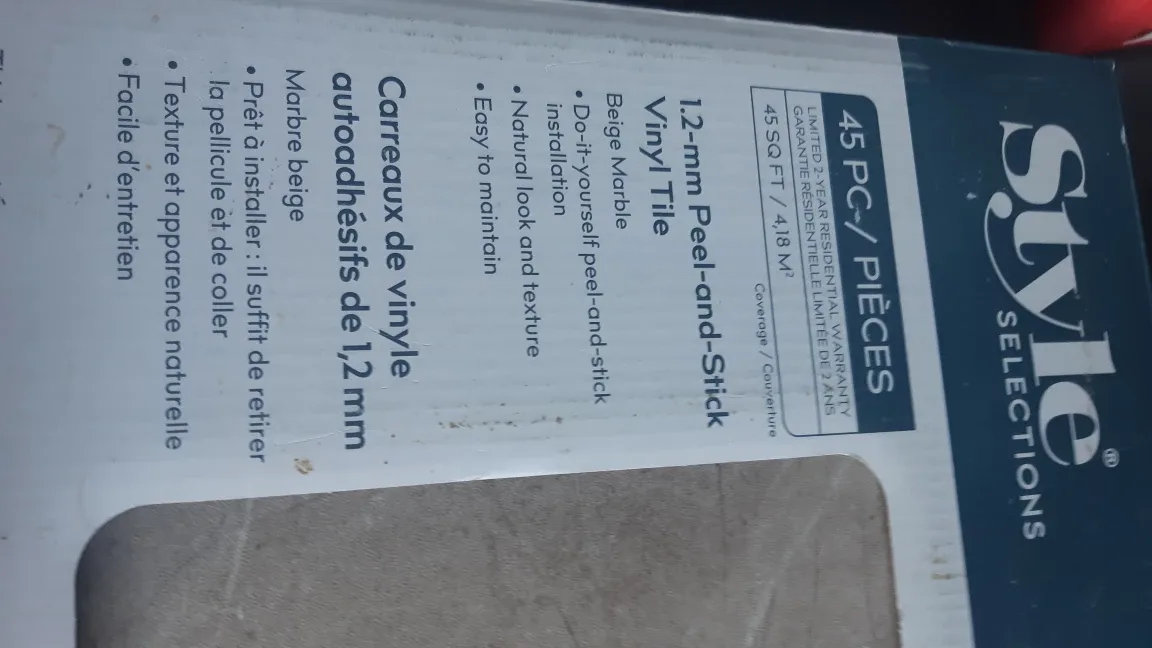 Style®
SELECTIONS
45 PC / PIÈCES
LIMITED 2-YEAR RESIDENTIAL WARRANTY
GARANTIE RÉSIDENTIELLE LIMITÉE DE 2 ANS
45 SQ FT / 4,18 M² Coverage / Couverture
1.2-mm Peel-and-Stick
Vinyl Tile
Beige Marble
• Do-it-yourself peel-and-stick
installation
• Natural look and texture
• Easy to maintain
Carreaux de vinyle
autoadhésifs de 1,2 mm
Marbre beige
• Prêt à installer : il suffit de retirer
la pellicule et de coller
• Texture et apparence naturelle
• Facile d'entretien